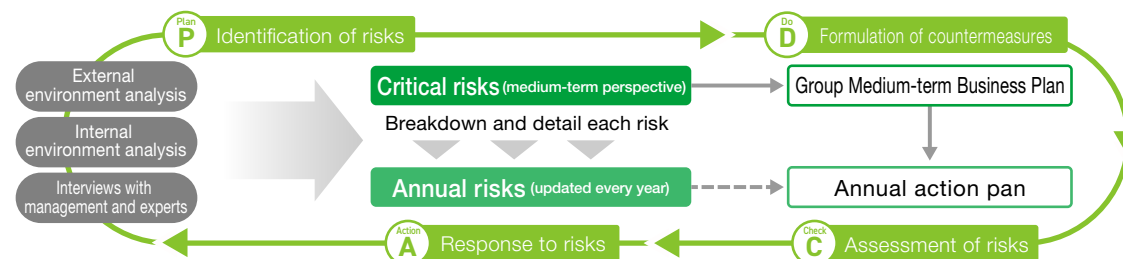 Plan
P
Identification of risks
Do
D
Formulation of countermeasures
External
environment analysis
Internal
environment analysis
Interviews with
management and experts
Critical risks (medium-term perspective)
Group Medium-term Business Plan
Breakdown and detail each risk
Annual risks (updated every year)
Annual action pan
Action
A
Response to risks
Check
C
Assessment of risks